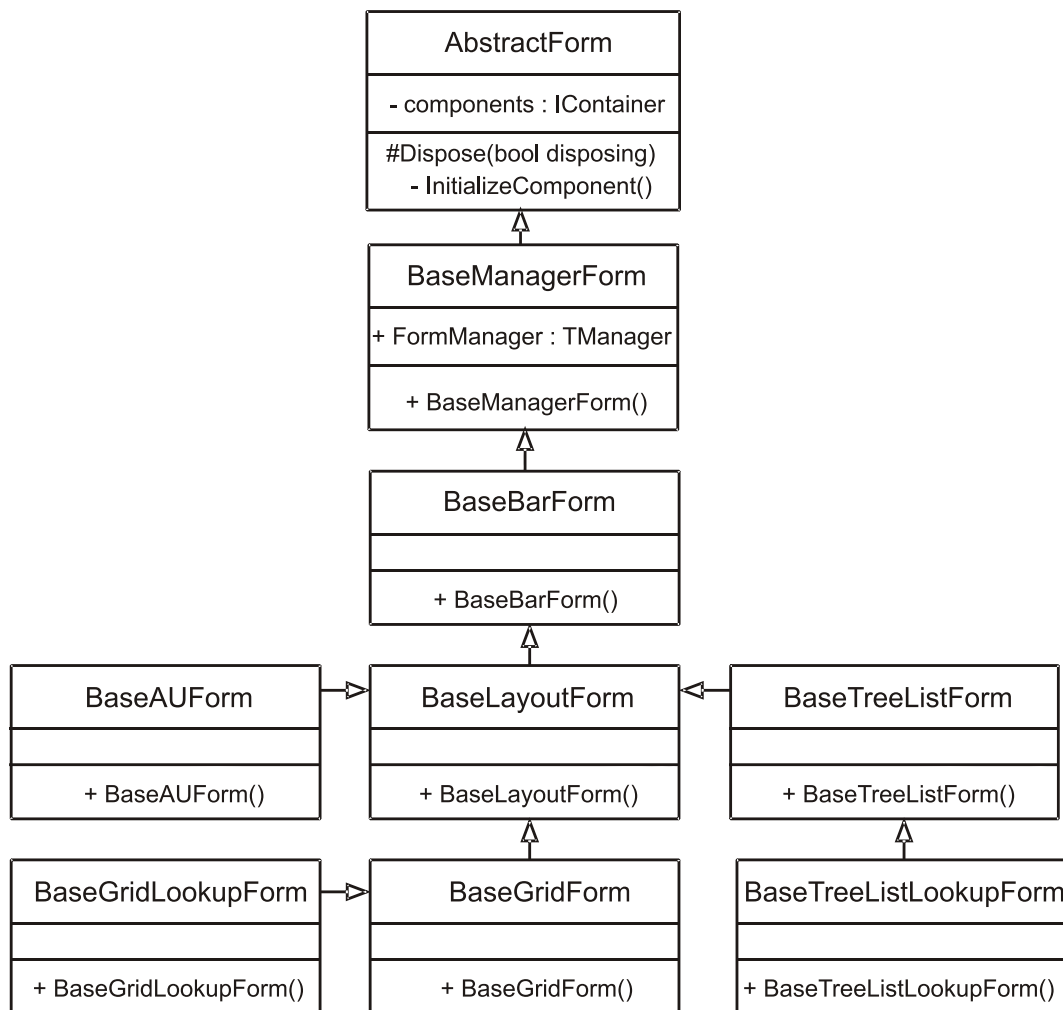 AbstractForm
- components : IContainer
#Dispose(bool disposing)
- InitializeComponent()
BaseManagerForm
+ FormManager : TManager
+ BaseManagerForm()
BaseBarForm
+ BaseBarForm()
BaseAUForm
+ BaseAUForm()
BaseLayoutForm
+ BaseLayoutForm()
BaseTreeListForm
+ BaseTreeListForm()
BaseGridLookupForm
+ BaseGridLookupForm()
BaseGridForm
+ BaseGridForm()
BaseTreeListLookupForm
+ BaseTreeListLookupForm()